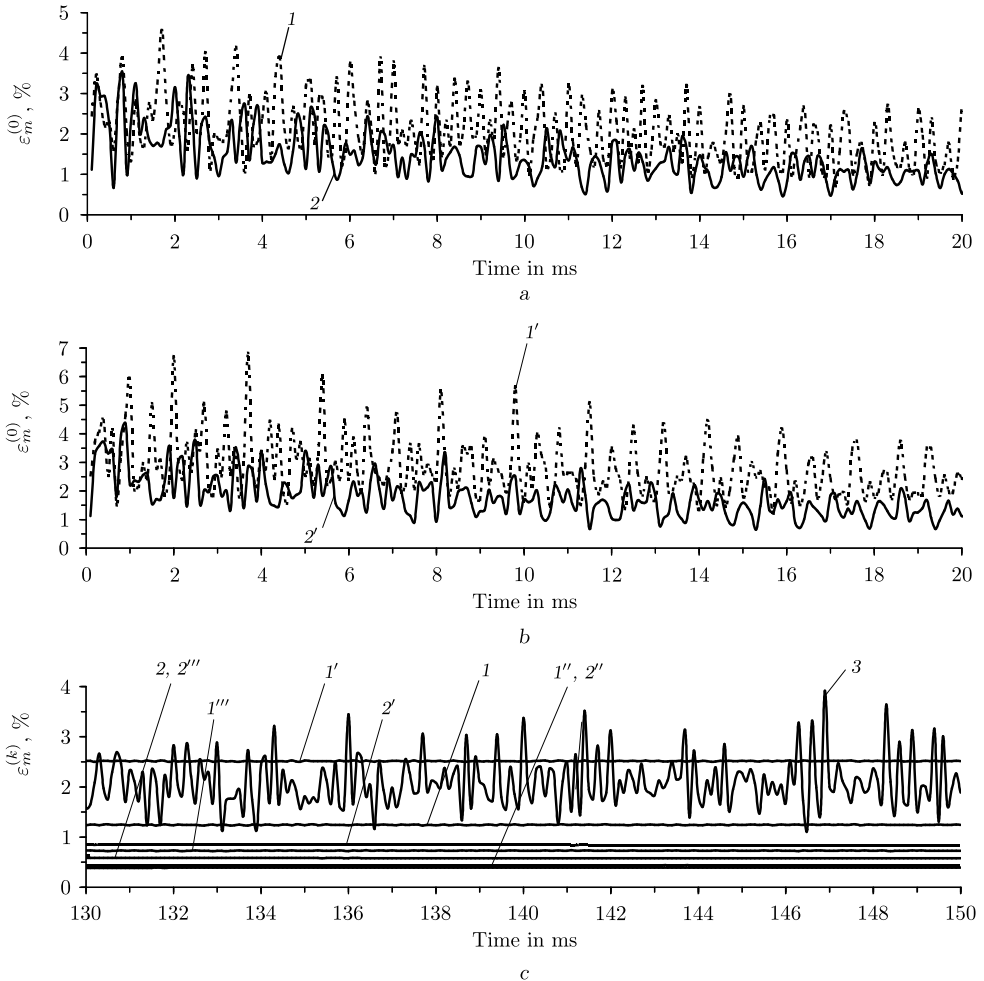 1
5
4
3
2
1
0
ε_m^(0), %
2
0 2 4 6 8 10 12 14 16 18 20
Time in ms
a
1′
7
6
5
4
3
2
1
0
ε_m^(0), %
2′
0 2 4 6 8 10 12 14 16 18 20
Time in ms
b
2, 2‴ 1′ 1 1″, 2″ 3
1‴ 2′
4
3
2
1
0
ε_m^(k), %
130 132 134 136 138 140 142 144 146 148 150
Time in ms
c